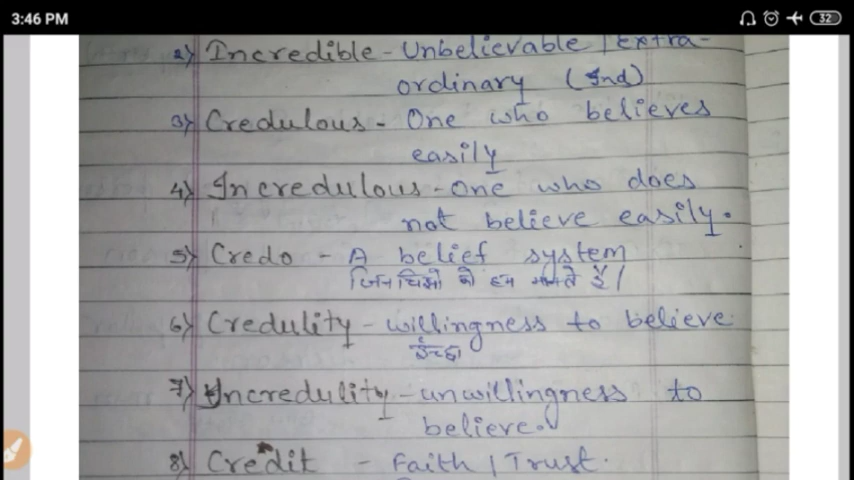 3:46 PM
32
2) Incredible - Unbelievable / extra-
ordinary (Ind)
3) Credulous - One who believes
easily
4) Incredulous - One who does
not believe easily.
5) Credo - A belief system
जिन चिजो को हम मानते हैं।
6) Credulity - willingness to believe
इच्छा
7) Incredulity - unwillingness to
believe.
8) Credit - Faith / Trust.